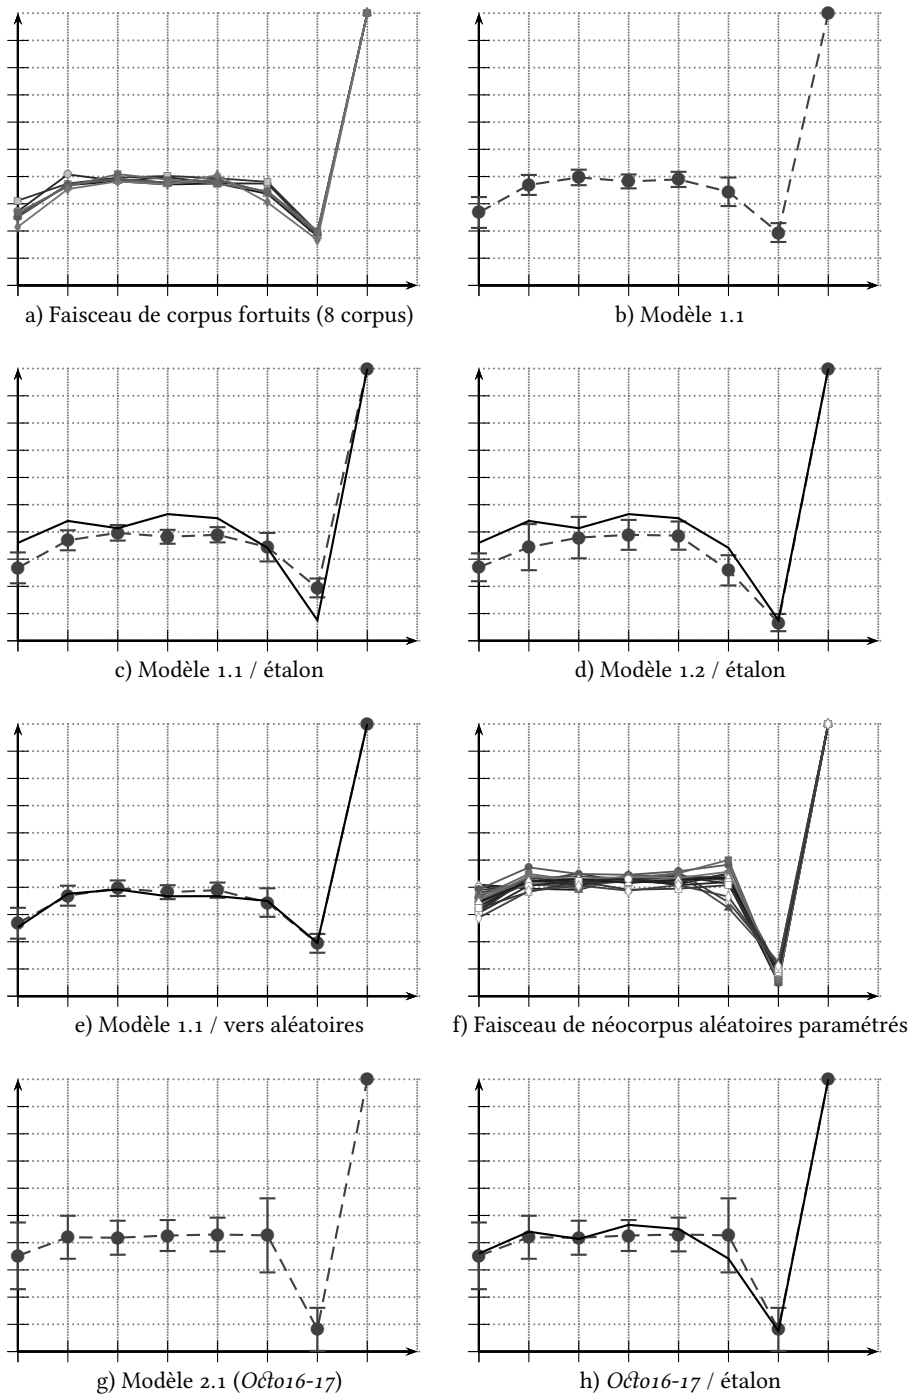 a) Faisceau de corpus fortuits (8 corpus)
b) Modèle 1.1
c) Modèle 1.1 / étalon
d) Modèle 1.2 / étalon
e) Modèle 1.1 / vers aléatoires
f) Faisceau de néocorpus aléatoires paramétrés
g) Modèle 2.1 (Octo16-17)
h) Octo16-17 / étalon